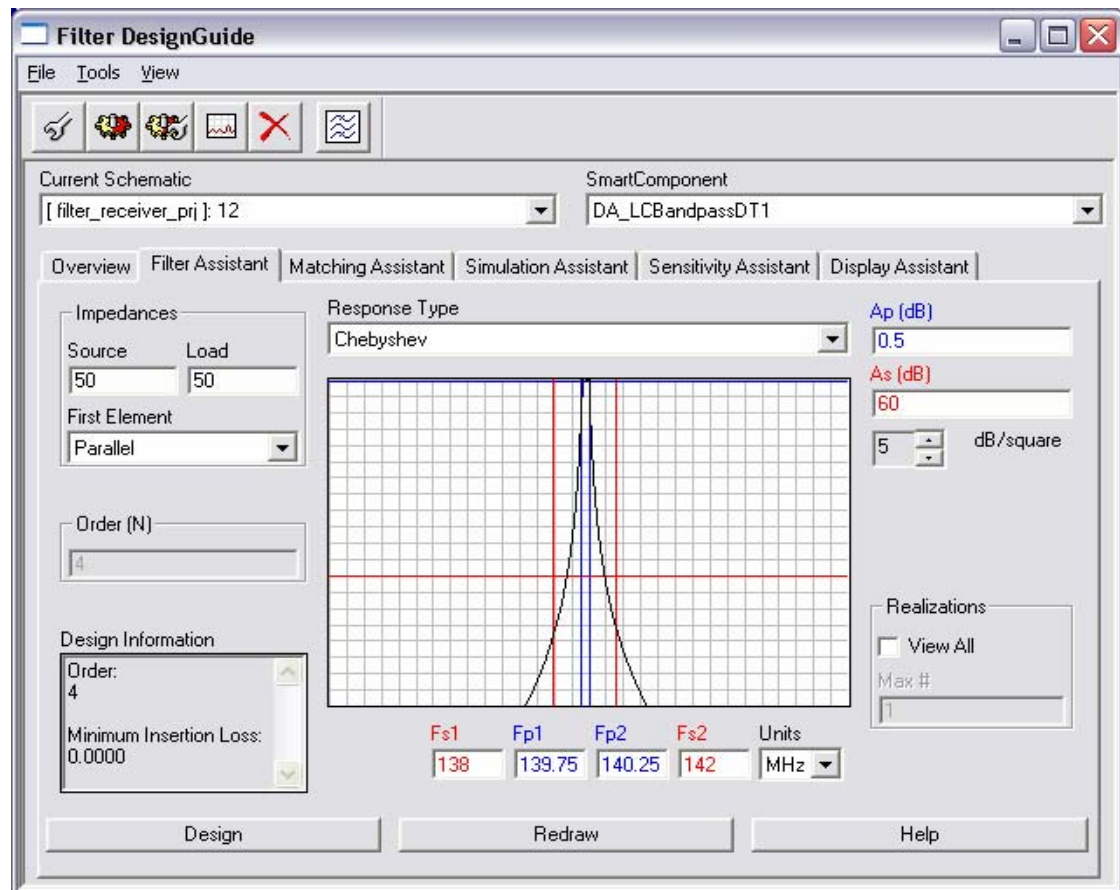 Filter DesignGuide
File Tools View
Current Schematic
[ filter_receiver_prj ]: 12
SmartComponent
DA_LCBandpassDT1
Overview Filter Assistant Matching Assistant Simulation Assistant Sensitivity Assistant Display Assistant
Impedances
Source Load
50 50
First Element
Parallel
Order (N)
4
Design Information
Order:
4
Minimum Insertion Loss:
0.0000
Response Type
Chebyshev
Fs1 Fp1 Fp2 Fs2 Units
138 139.75 140.25 142 MHz
Ap (dB)
0.5
As (dB)
60
5 dB/square
Realizations
View All
Max #
1
Design Redraw Help